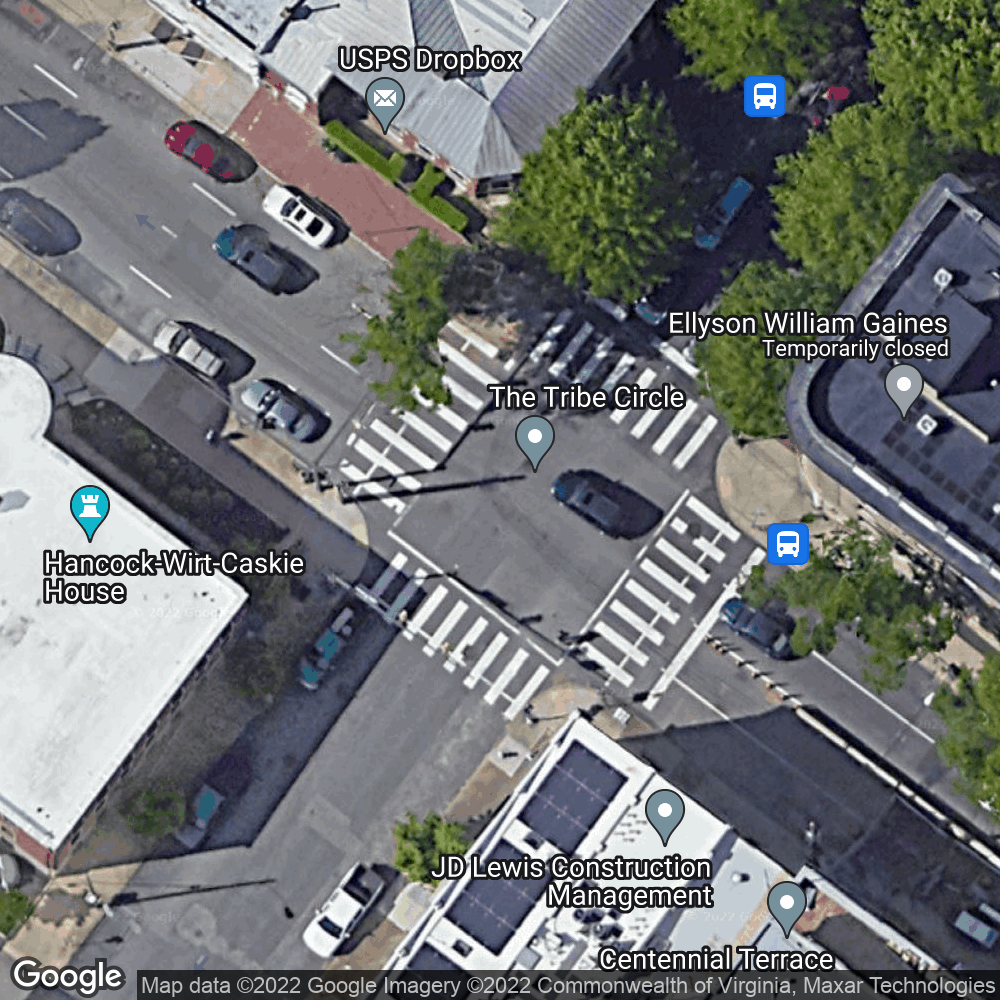 USPS Dropbox
Ellyson William Gaines
Temporarily closed
The Tribe Circle
Hancock-Wirt-Caskie
House
JD Lewis Construction
Management
Centennial Terrace
Google
Map data ©2022 Google Imagery ©2022 Commonwealth of Virginia, Maxar Technologies